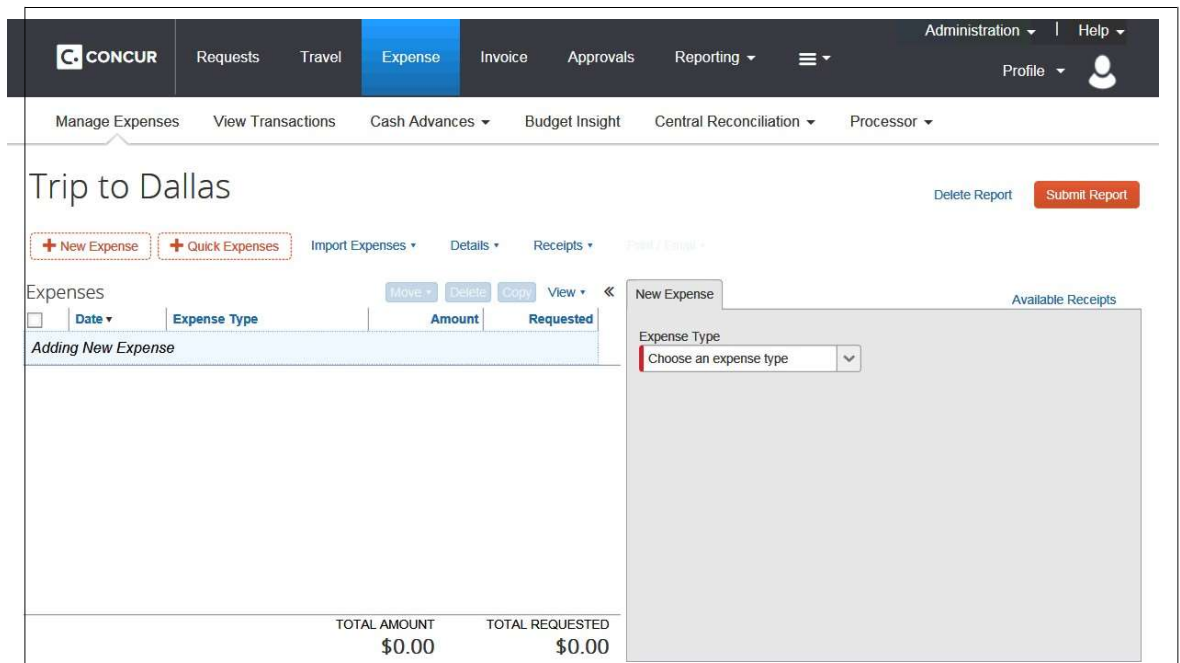 Administration | Help
C. CONCUR Requests Travel Expense Invoice Approvals Reporting
Profile
Manage Expenses View Transactions Cash Advances Budget Insight Central Reconciliation Processor
Trip to Dallas
Delete Report Submit Report
+ New Expense + Quick Expenses Import Expenses Details Receipts Print / Email
Expenses Move Delete Copy View « New Expense Available Receipts
Date Expense Type Amount Requested
Adding New Expense
Expense Type
Choose an expense type
TOTAL AMOUNT TOTAL REQUESTED
$0.00 $0.00